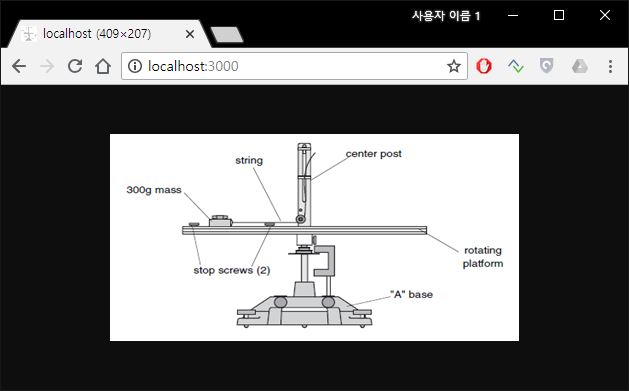 사용자 이름 1
localhost (409×207)
localhost:3000
string
center post
300g mass
stop screws (2)
rotating
platform
"A" base